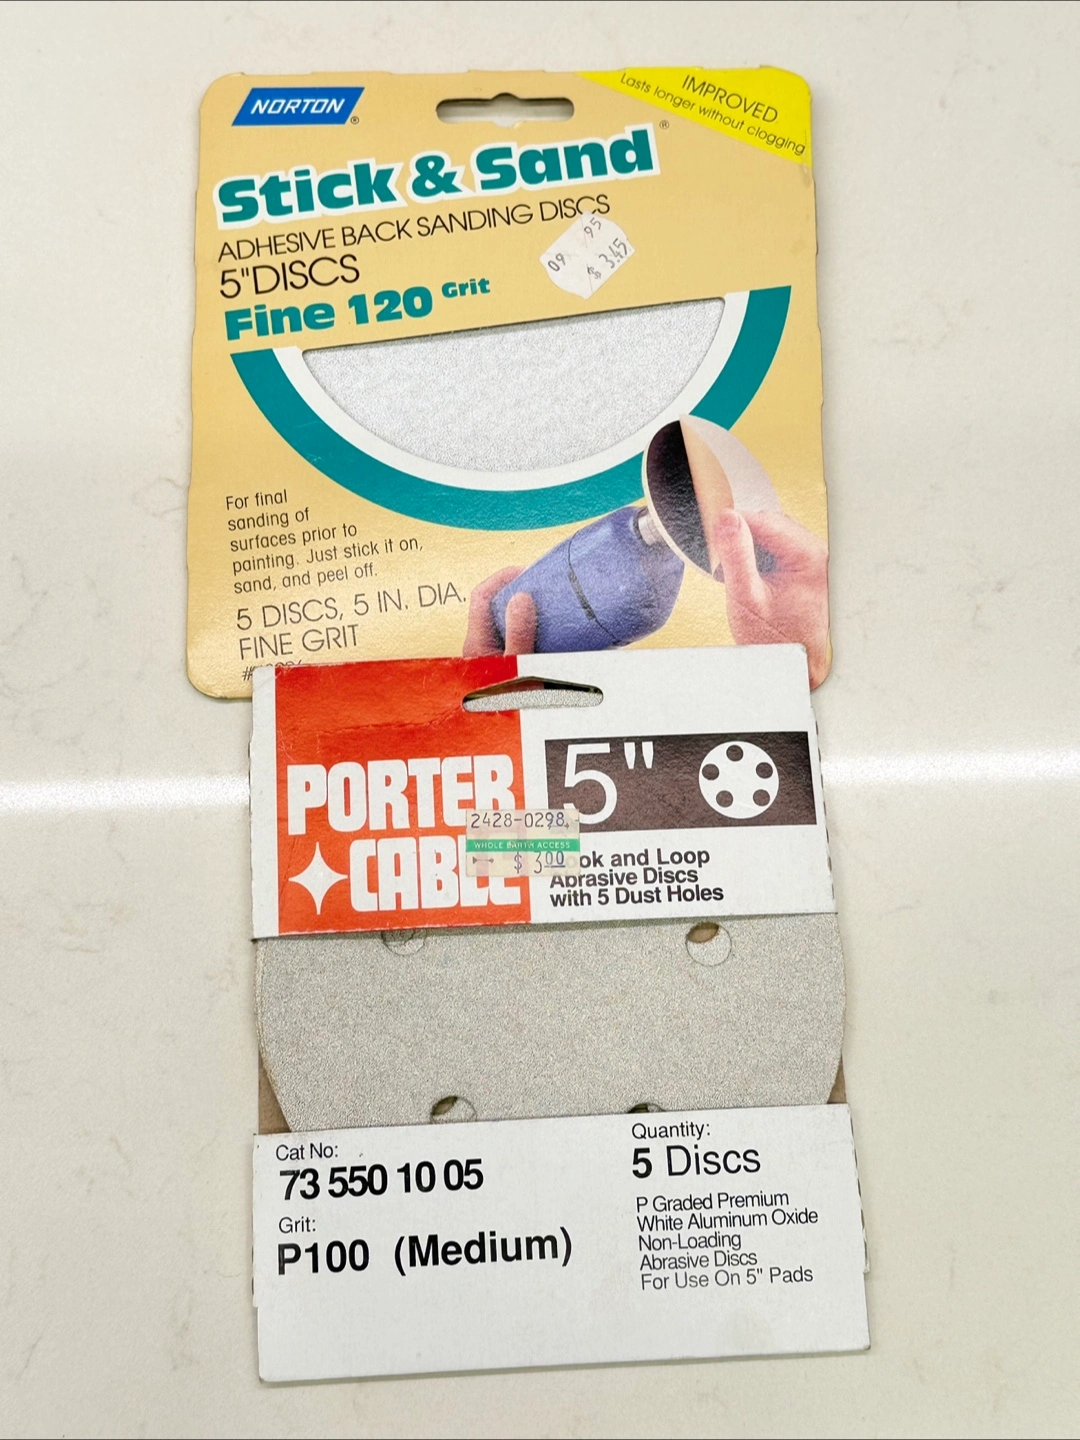 NORTON®
IMPROVED
Lasts longer without clogging
Stick & Sand®
ADHESIVE BACK SANDING DISCS
5" DISCS
Fine 120 Grit
09 95
$ 3.45
For final
sanding of
surfaces prior to
painting. Just stick it on,
sand, and peel off.
5 DISCS, 5 IN. DIA.
FINE GRIT
PORTER
CABLE
5"
2428-0298
WHOLE EARTH ACCESS
$ 3.00
and Loop
Abrasive Discs
with 5 Dust Holes
Cat No:
73 550 10 05
Grit:
P100 (Medium)
Quantity:
5 Discs
P Graded Premium
White Aluminum Oxide
Non-Loading
Abrasive Discs
For Use On 5" Pads